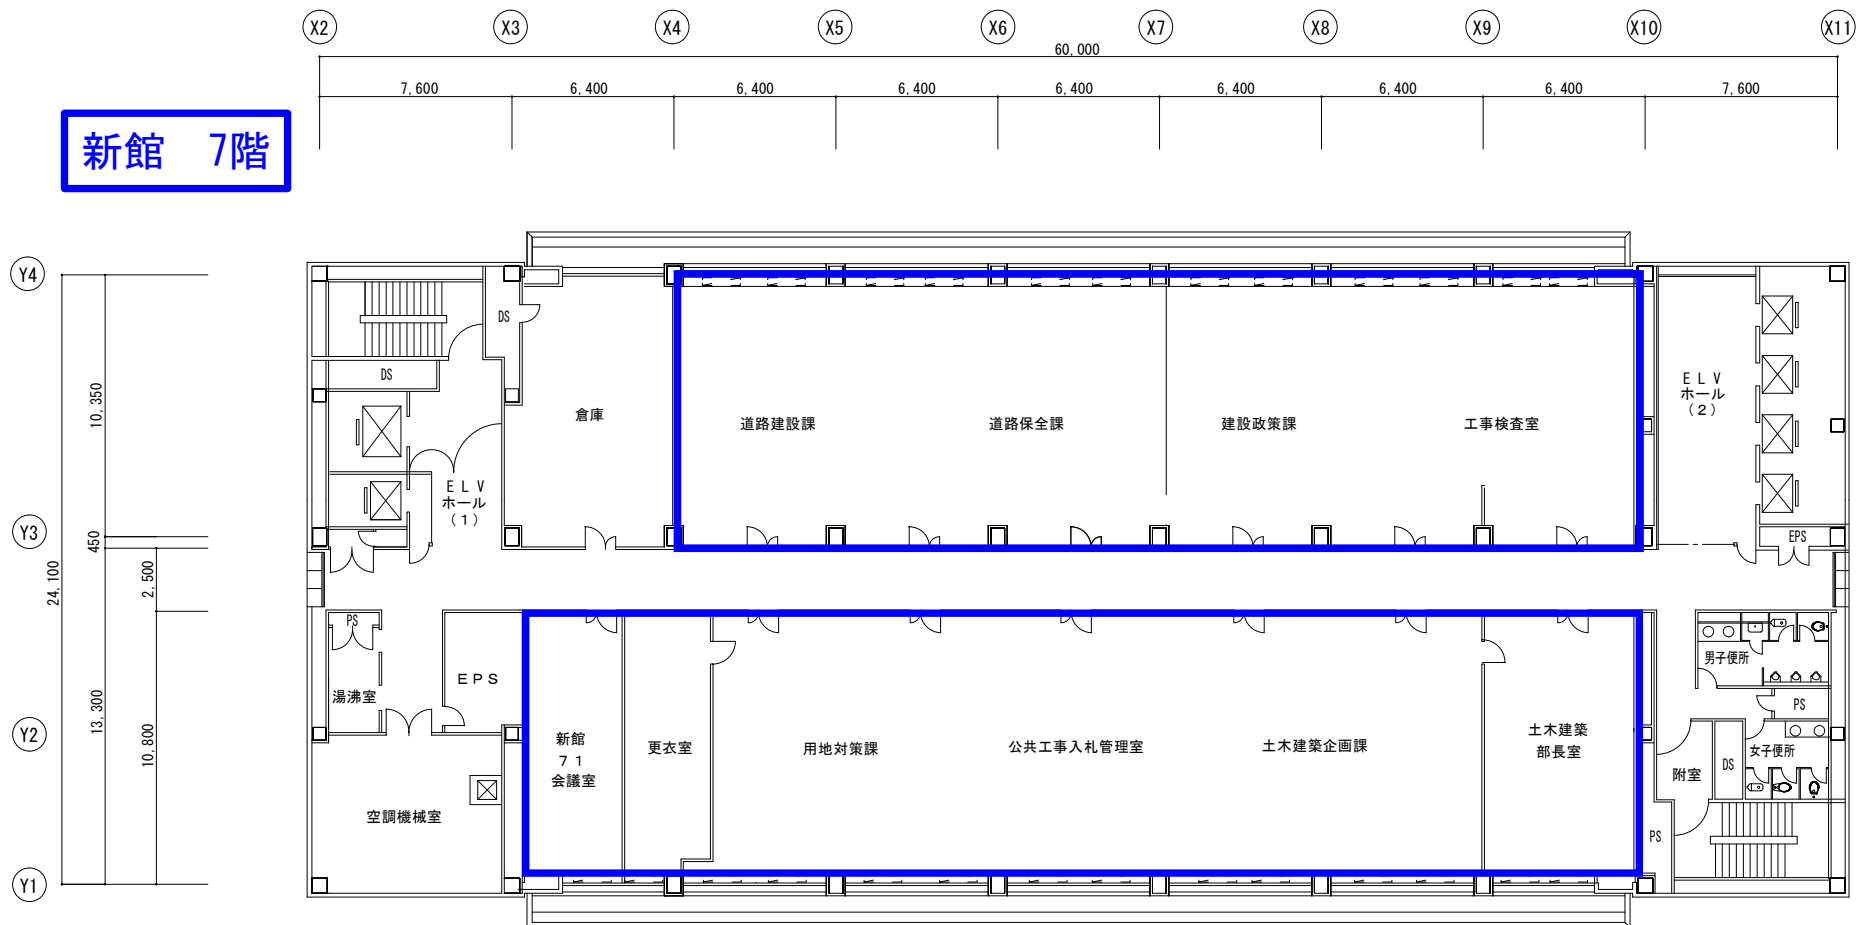 X2 X3 X4 X5 X6 X7 X8 X9 X10 X11
60,000
7,600 6,400 6,400 6,400 6,400 6,400 6,400 6,400 7,600
新館 7階
Y4
Y3
Y2
Y1
24,100
10,350
450
13,300
2,500
10,800
DS
DS
ELV
ホール
(1)
倉庫
道路建設課
道路保全課
建設政策課
工事検査室
ELV
ホール
(2)
EPS
PS
湯沸室
EPS
空調機械室
新館
71
会議室
更衣室
用地対策課
公共工事入札管理室
土木建築企画課
土木建築
部長室
男子便所
PS
女子便所
DS
附室
PS